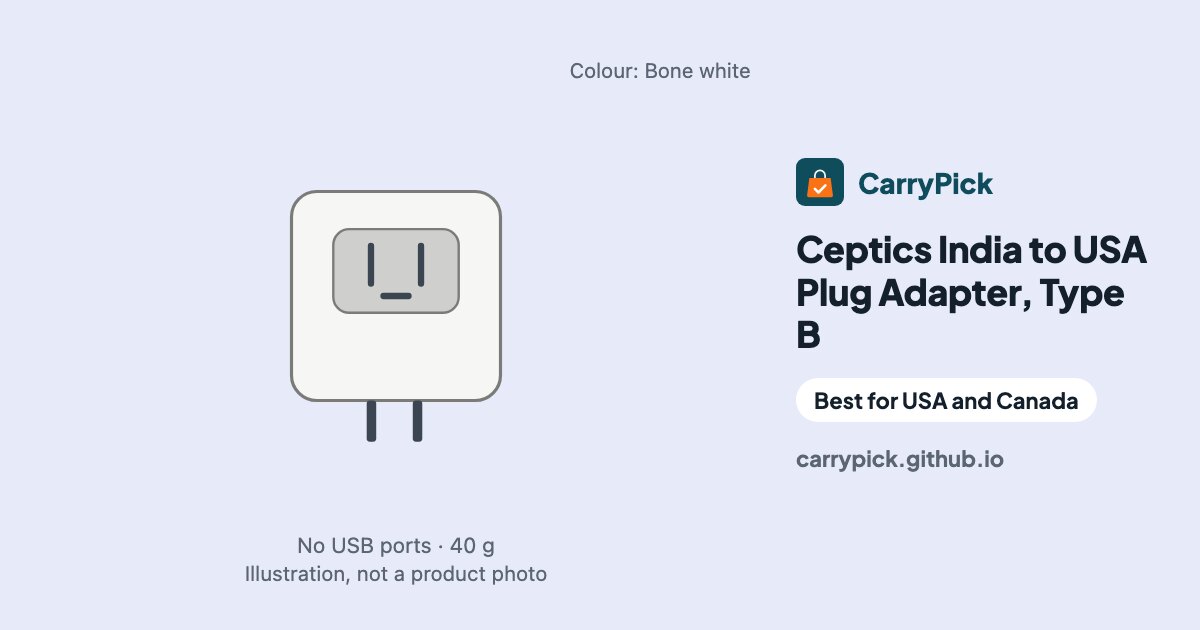 Colour: Bone white
CarryPick
Ceptics India to USA
Plug Adapter, Type
B
Best for USA and Canada
carrypick.github.io
No USB ports · 40 g
Illustration, not a product photo